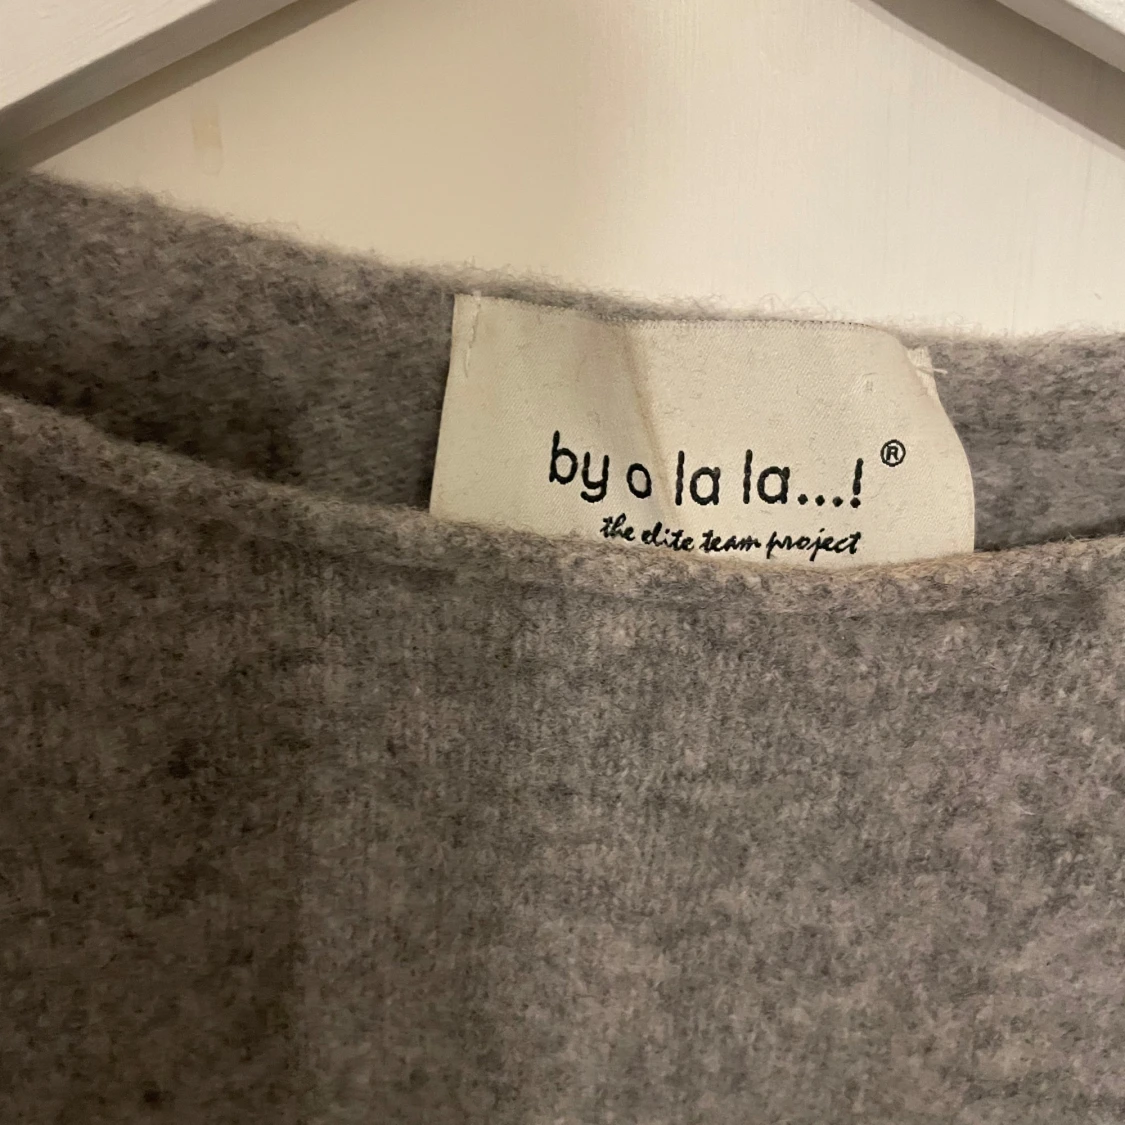 by o la la...! ®
the elite team project